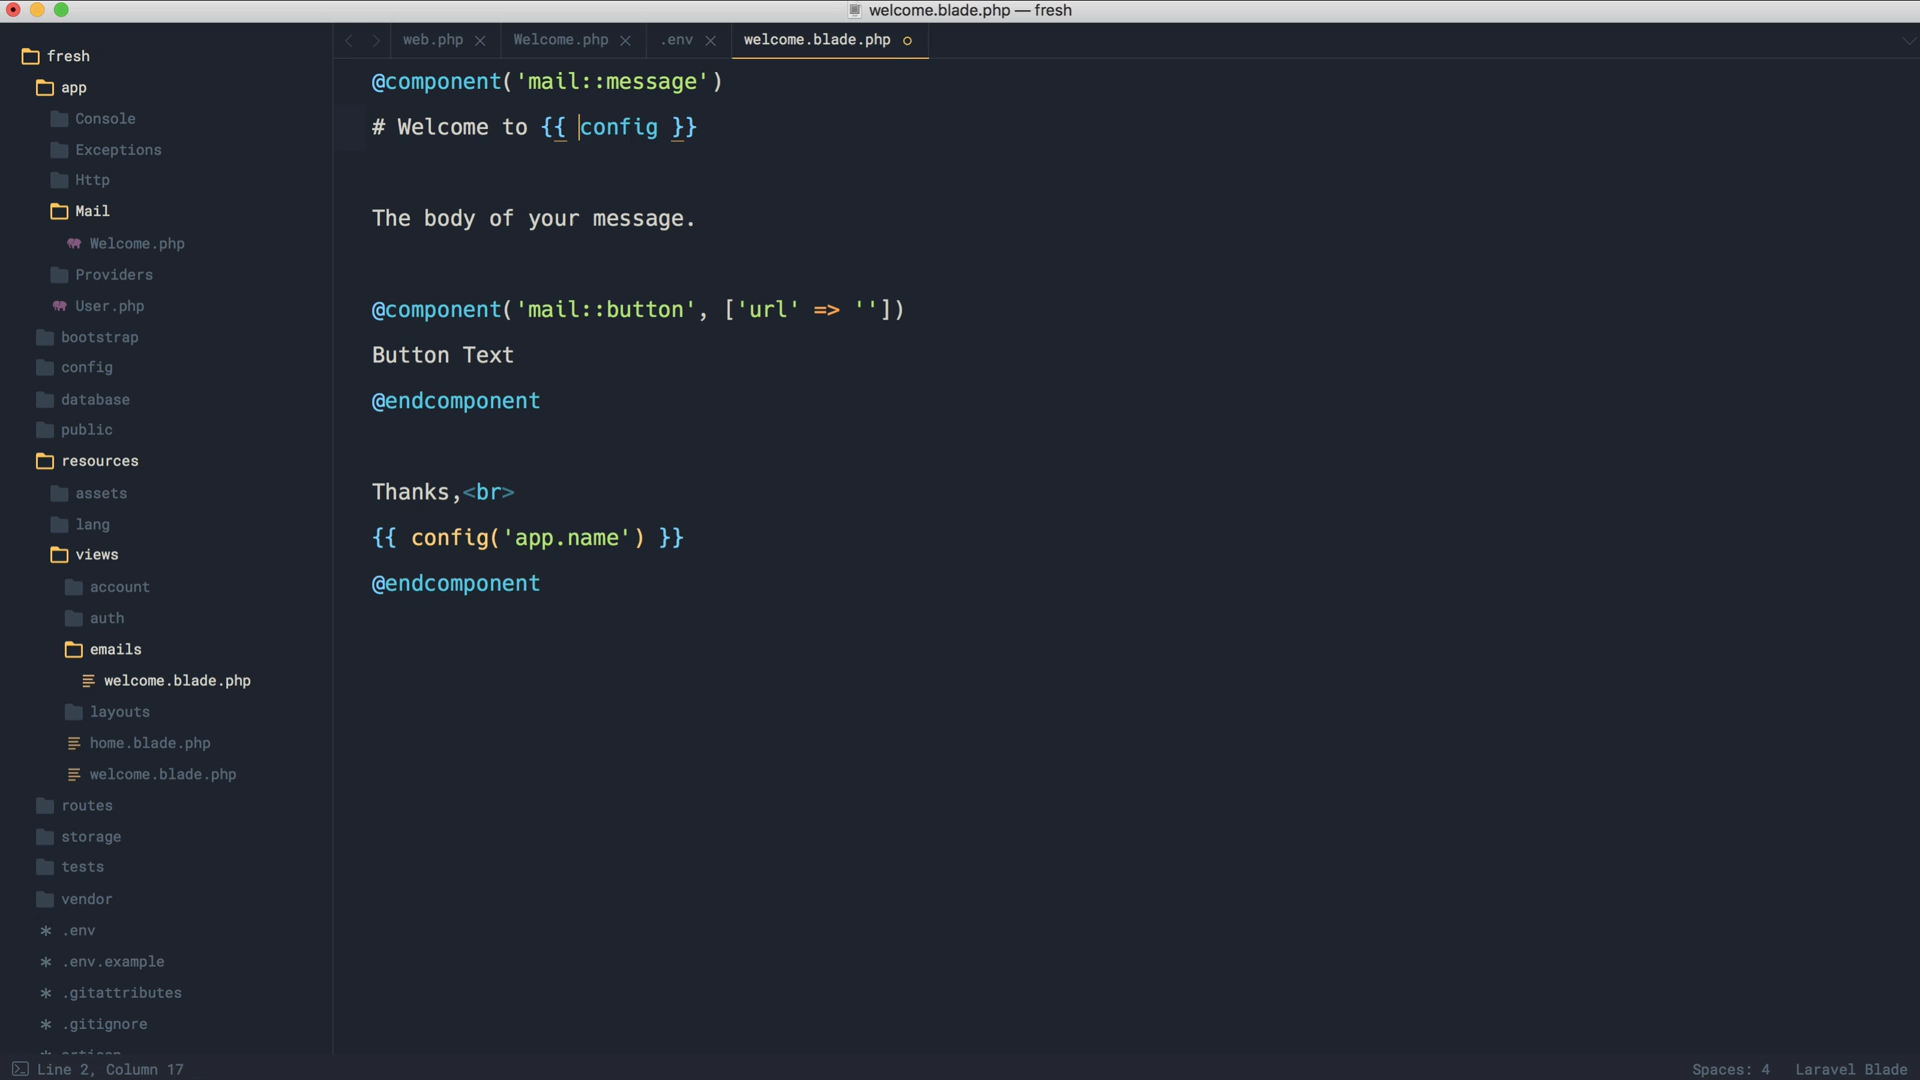 welcome.blade.php — fresh
fresh
app
Console
Exceptions
Http
Mail
Welcome.php
Providers
User.php
bootstrap
config
database
public
resources
assets
lang
views
account
auth
emails
welcome.blade.php
layouts
home.blade.php
welcome.blade.php
routes
storage
tests
vendor
.env
.env.example
.gitattributes
.gitignore
web.php
Welcome.php
.env
welcome.blade.php
@component('mail::message')
# Welcome to {{ config }}
The body of your message.
@component('mail::button', ['url' => ''])
Button Text
@endcomponent
Thanks,<br>
{{ config('app.name') }}
@endcomponent
Line 2, Column 17
Spaces: 4
Laravel Blade